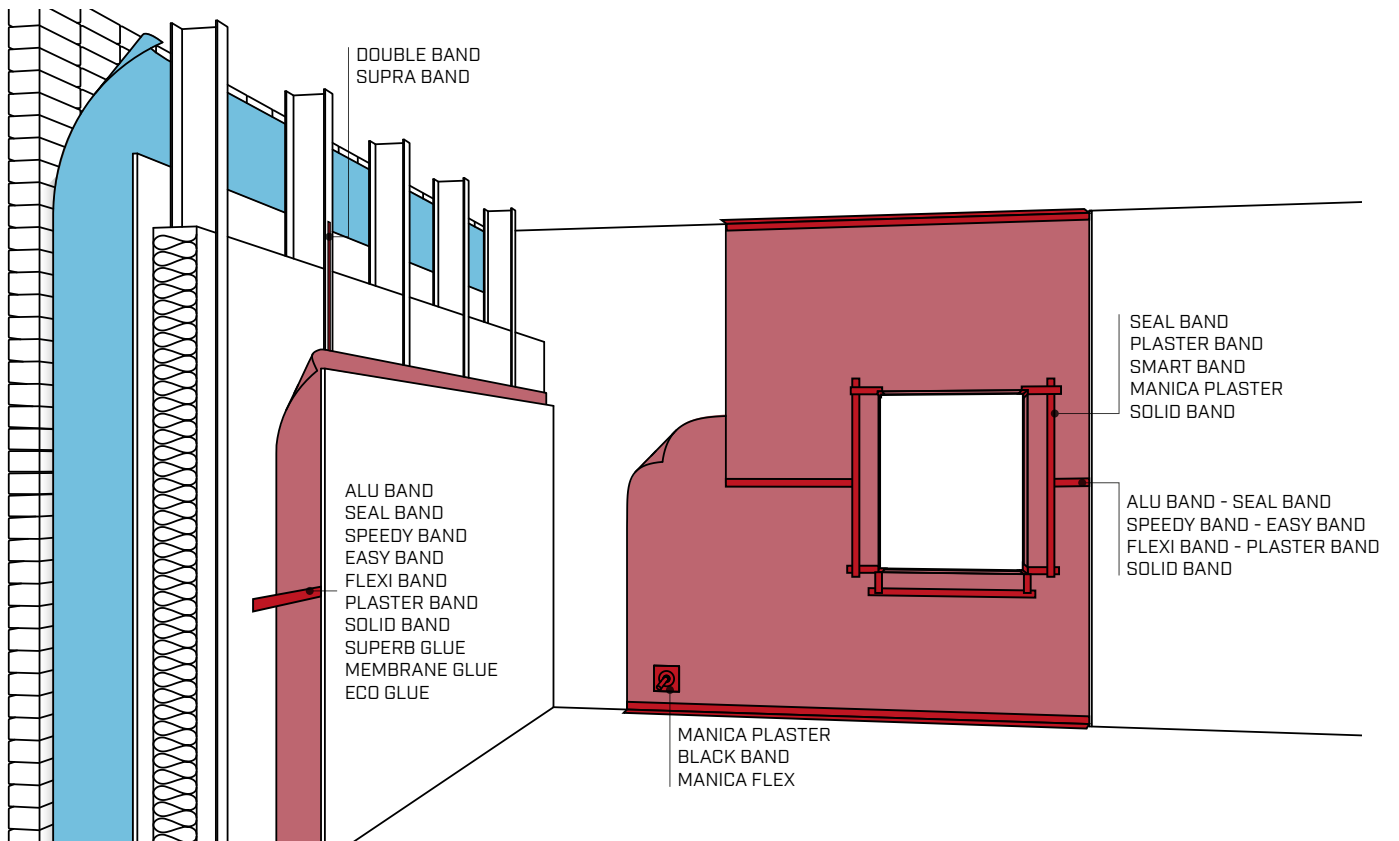 DOUBLE BAND
SUPRA BAND
SEAL BAND
PLASTER BAND
SMART BAND
MANICA PLASTER
SOLID BAND
ALU BAND
SEAL BAND
SPEEDY BAND
EASY BAND
FLEXI BAND
PLASTER BAND
SOLID BAND
SUPERB GLUE
MEMBRANE GLUE
ECO GLUE
ALU BAND - SEAL BAND
SPEEDY BAND - EASY BAND
FLEXI BAND - PLASTER BAND
SOLID BAND
MANICA PLASTER
BLACK BAND
MANICA FLEX